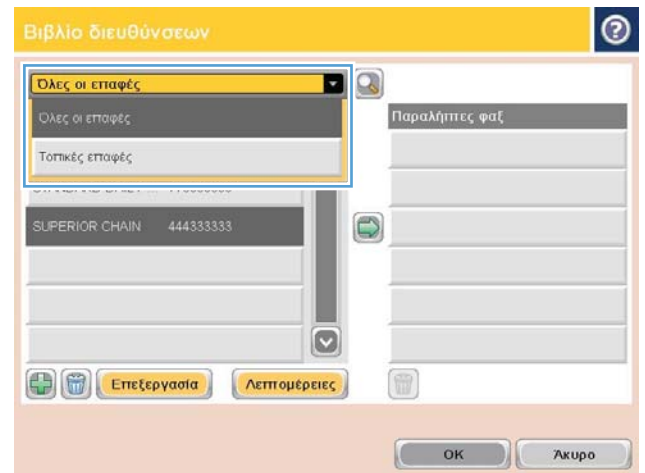 Βιβλίο διευθύνσεων
Όλες οι επαφές
Όλες οι επαφές
Τοπικές επαφές
SUPERIOR CHAIN 444333333
Παραλήπτες φαξ
Επεξεργασία
Λεπτομέρειες
OK
Άκυρο